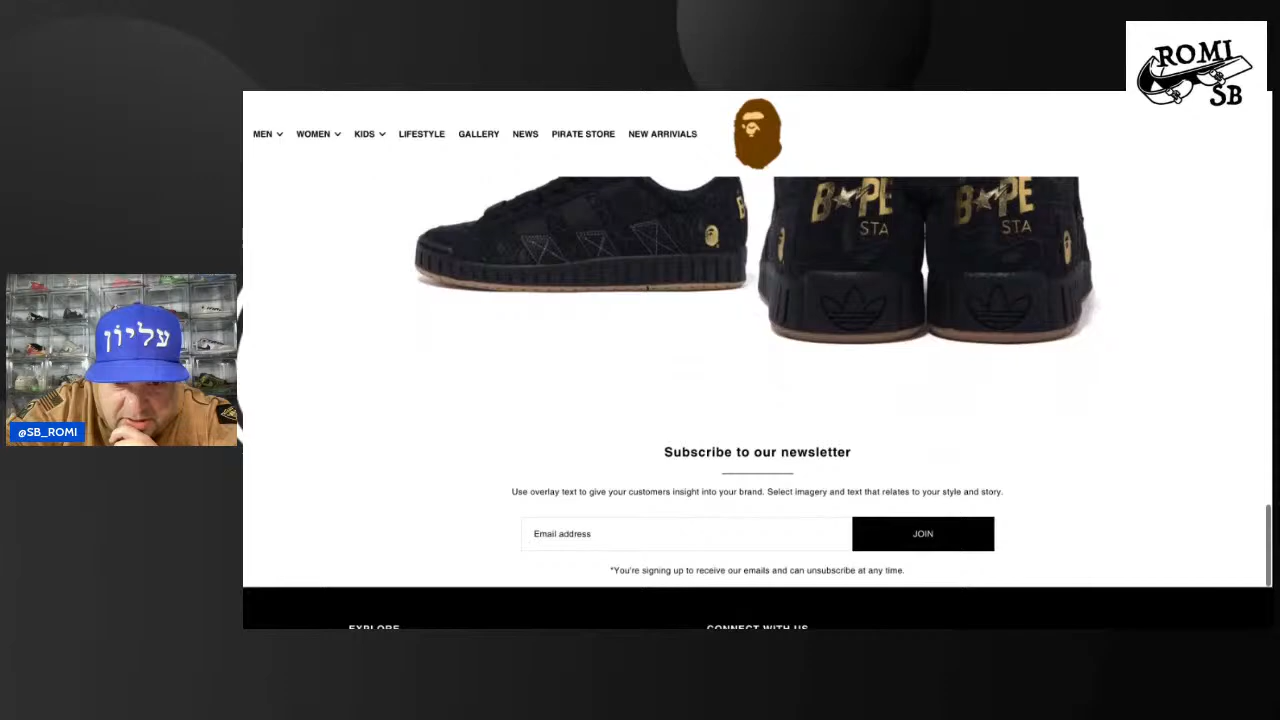 ROMI
SB
MEN WOMEN KIDS LIFESTYLE GALLERY NEWS PIRATE STORE NEW ARRIVIALS
BAPE BAPE
STA STA
עליון
@SB_ROMI
Subscribe to our newsletter
Use overlay text to give your customers insight into your brand. Select imagery and text that relates to your style and story.
Email address JOIN
*You're signing up to receive our emails and can unsubscribe at any time.
EXPLORE CONNECT WITH US